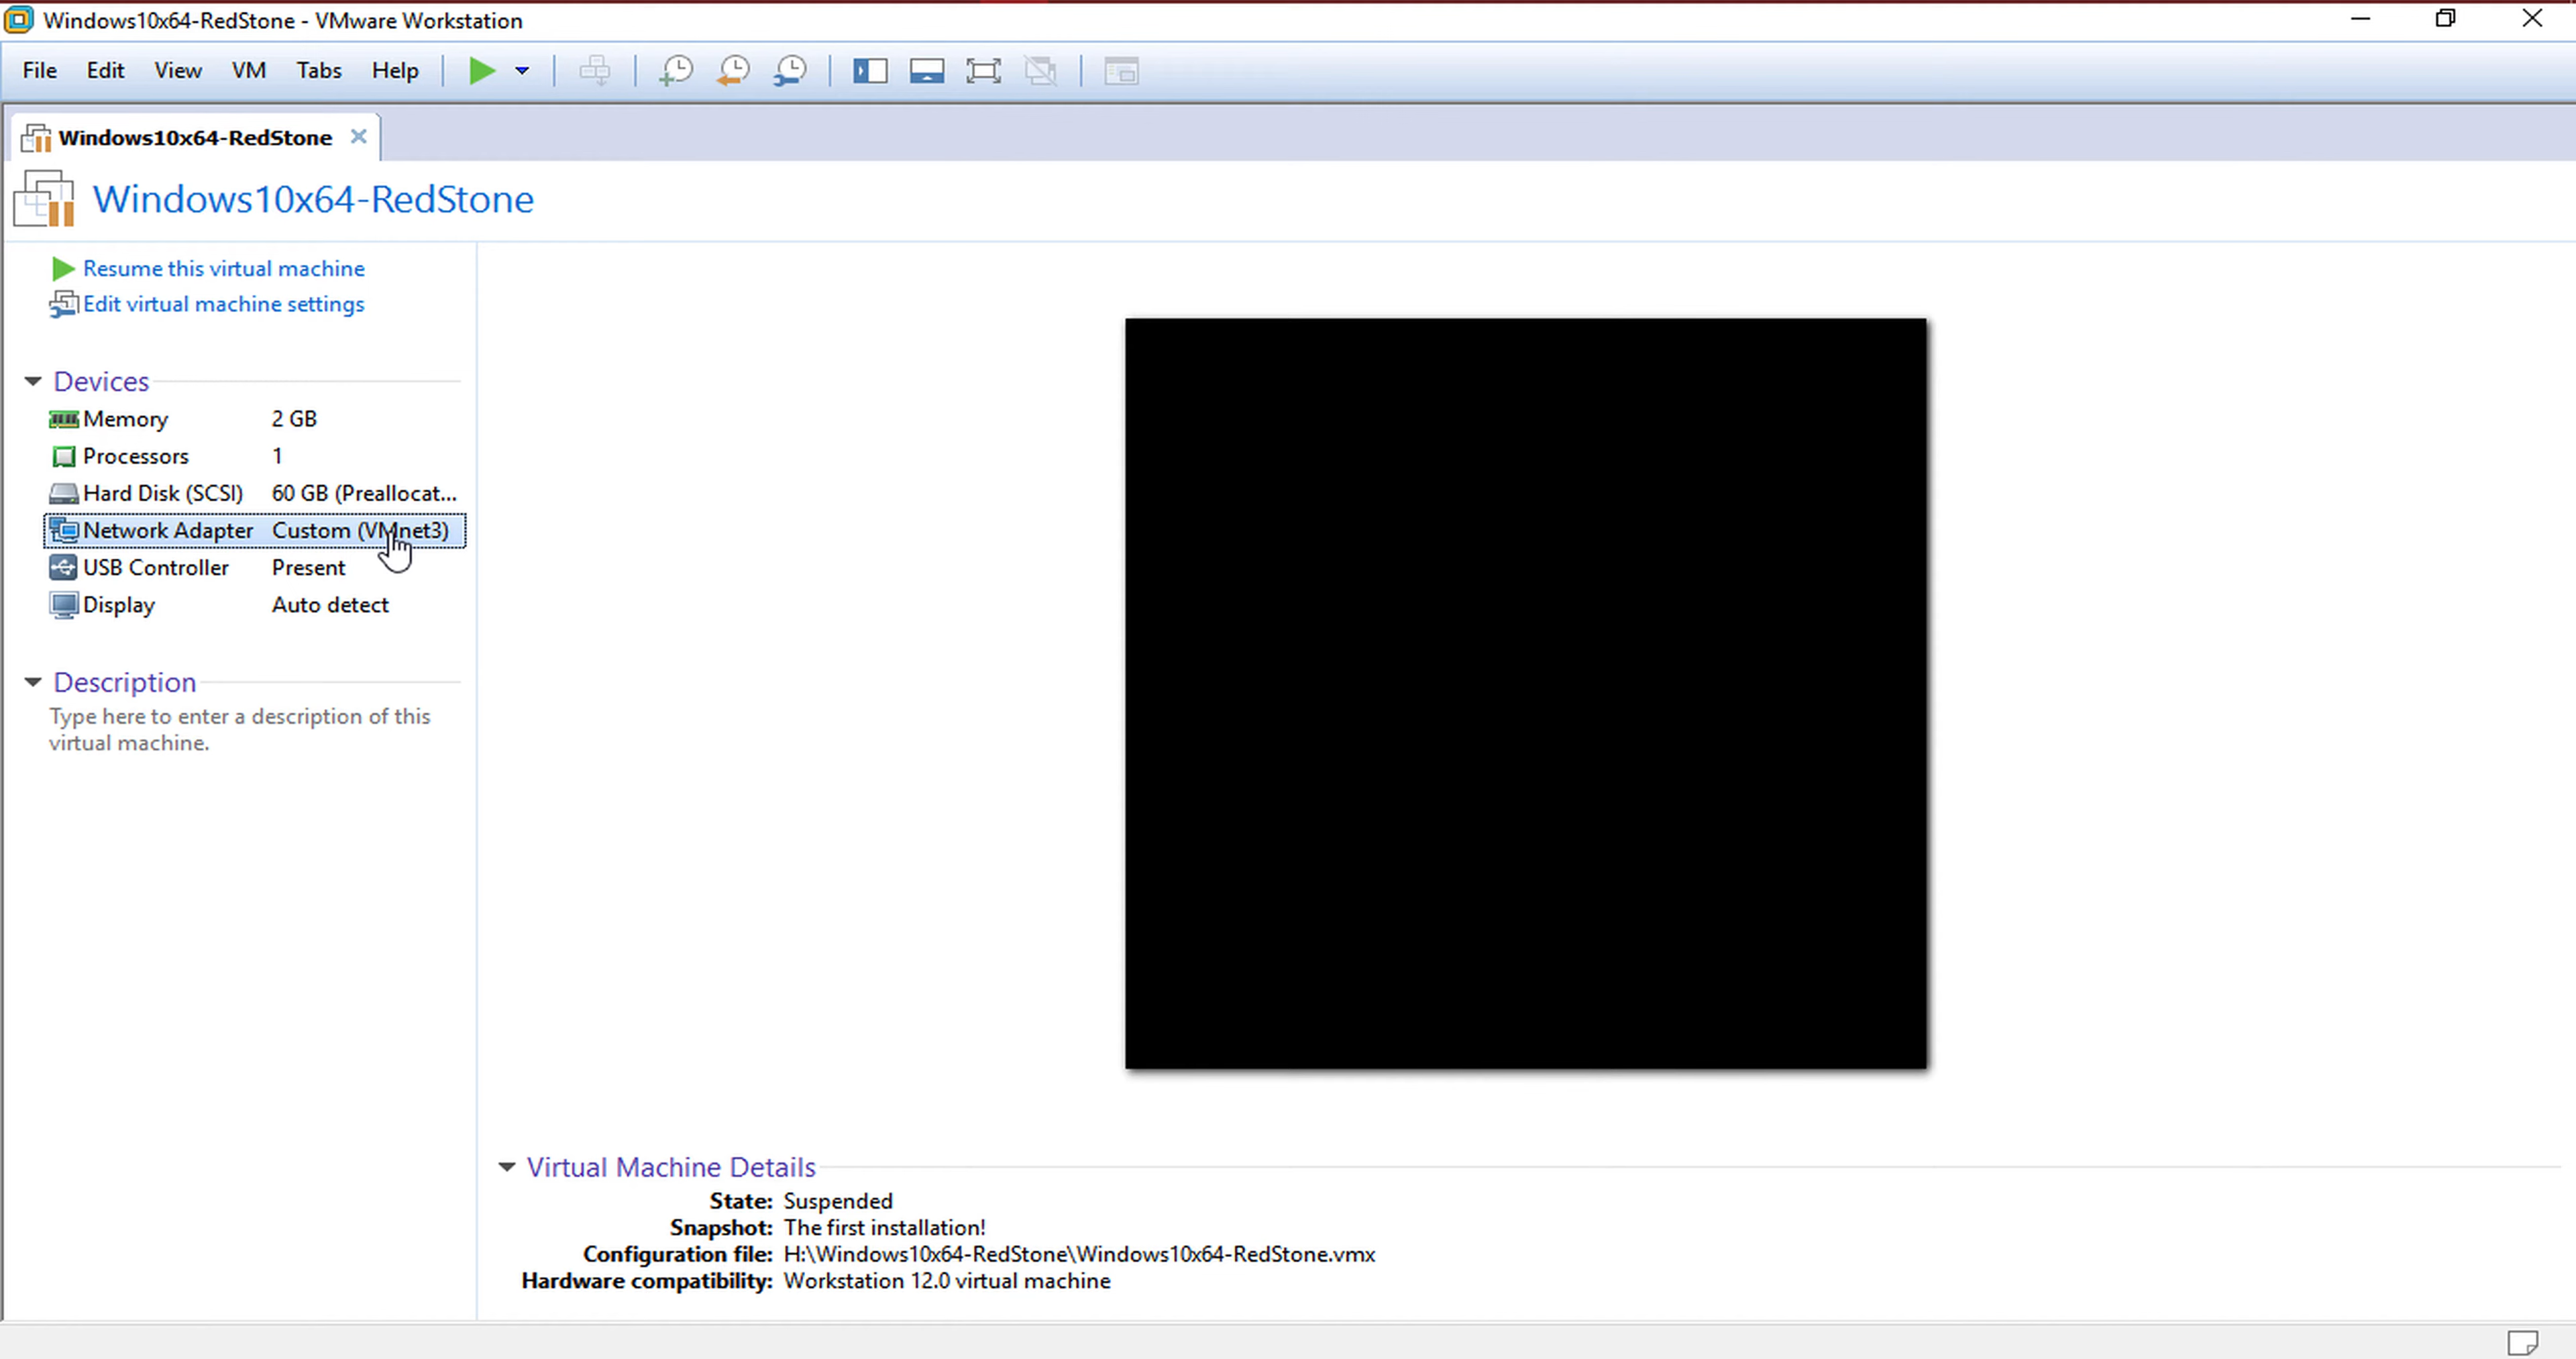 Windows10x64-RedStone - VMware Workstation
File Edit View VM Tabs Help
Windows10x64-RedStone
Windows10x64-RedStone
Resume this virtual machine
Edit virtual machine settings
Devices
Memory 2 GB
Processors 1
Hard Disk (SCSI) 60 GB (Preallocat...
Network Adapter Custom (VMnet3)
USB Controller Present
Display Auto detect
Description
Type here to enter a description of this
virtual machine.
Virtual Machine Details
State: Suspended
Snapshot: The first installation!
Configuration file: H:\Windows10x64-RedStone\Windows10x64-RedStone.vmx
Hardware compatibility: Workstation 12.0 virtual machine